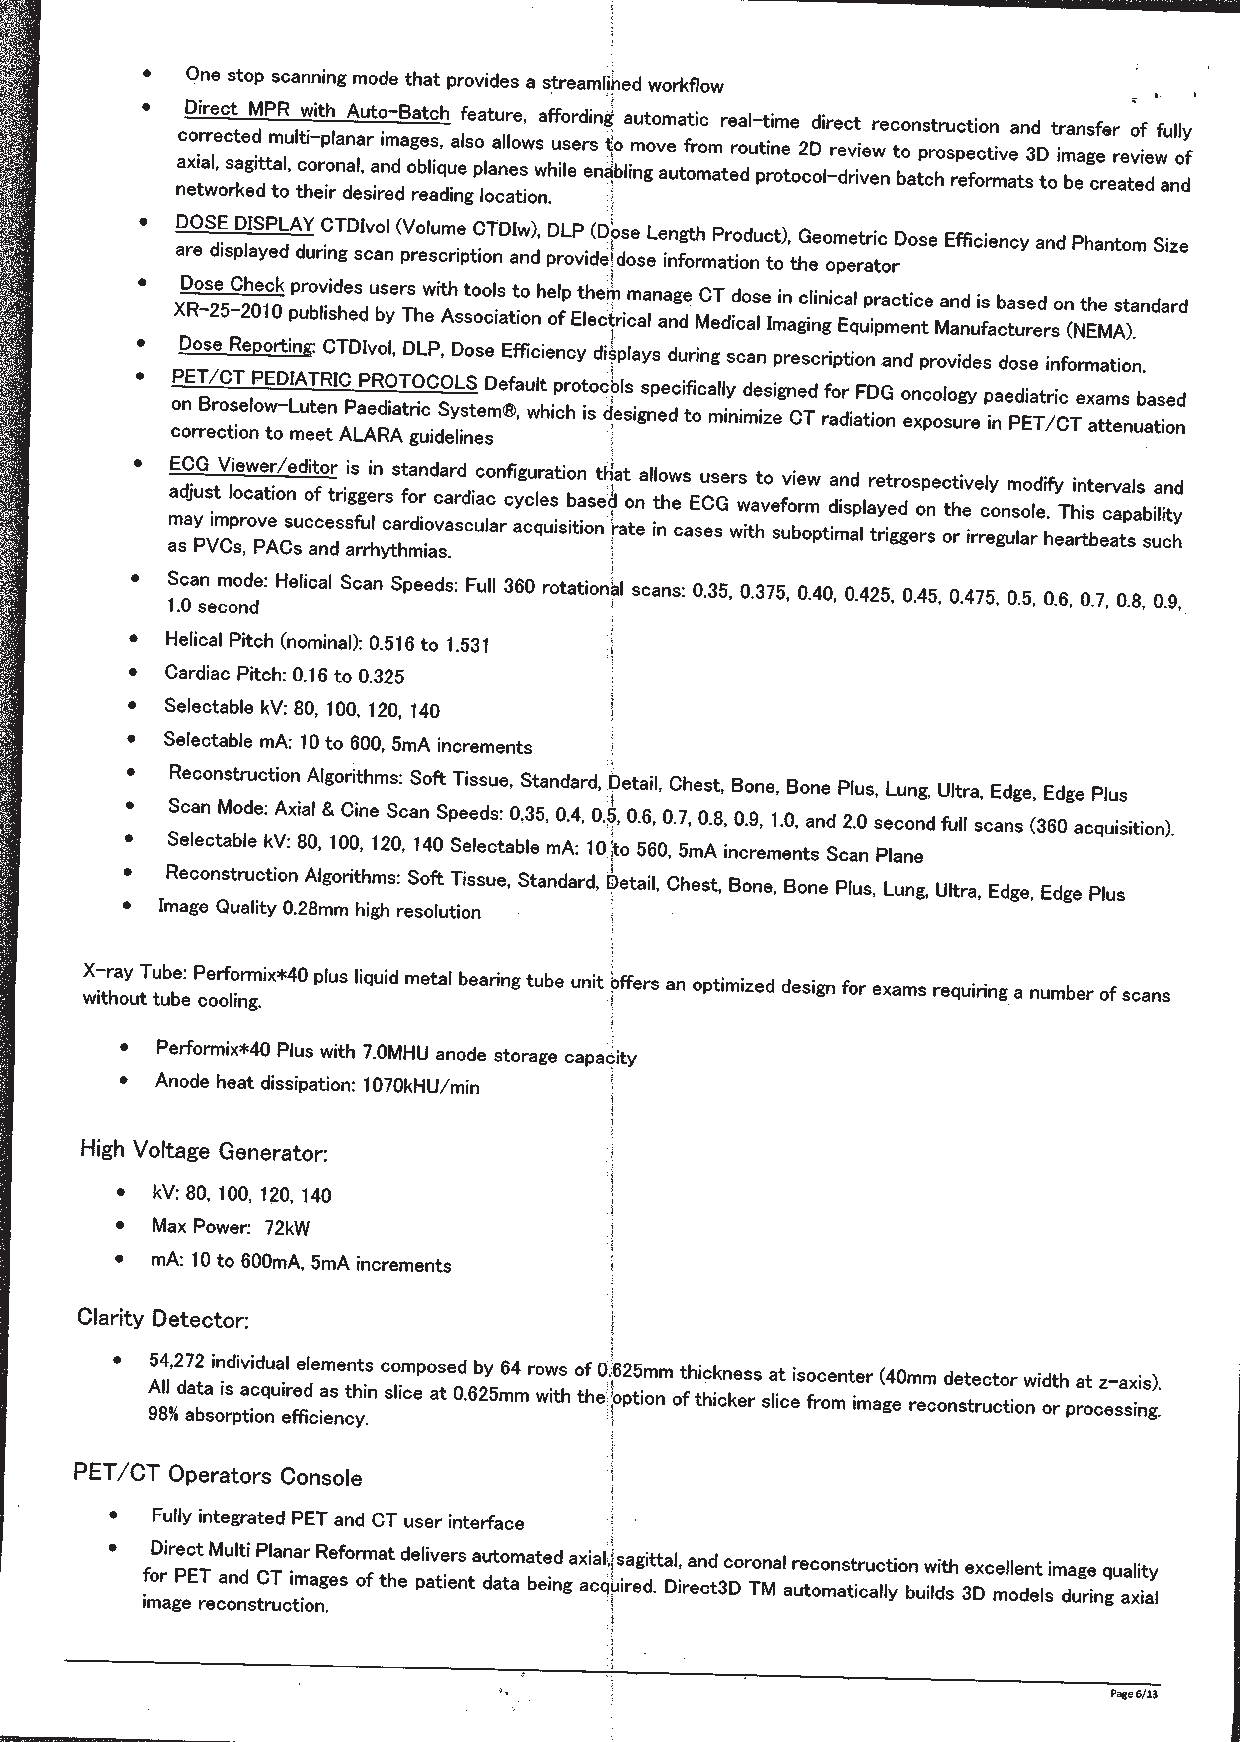 • One stop scanning mode that provides a streamlined workflow
• Direct MPR with Auto-Batch feature, affording automatic real-time direct reconstruction and transfer of fully
corrected multi-planar images, also allows users to move from routine 2D review to prospective 3D image review of
axial, sagittal, coronal, and oblique planes while enabling automated protocol-driven batch reformats to be created and
networked to their desired reading location.
• DOSE DISPLAY CTDIvol (Volume CTDIw), DLP (Dose Length Product), Geometric Dose Efficiency and Phantom Size
are displayed during scan prescription and provide dose information to the operator
• Dose Check provides users with tools to help them manage CT dose in clinical practice and is based on the standard
XR-25-2010 published by The Association of Electrical and Medical Imaging Equipment Manufacturers (NEMA).
• Dose Reporting: CTDIvol, DLP, Dose Efficiency displays during scan prescription and provides dose information.
• PET/CT PEDIATRIC PROTOCOLS Default protocols specifically designed for FDG oncology paediatric exams based
on Broselow-Luten Paediatric System®, which is designed to minimize CT radiation exposure in PET/CT attenuation
correction to meet ALARA guidelines
• ECG Viewer/editor is in standard configuration that allows users to view and retrospectively modify intervals and
adjust location of triggers for cardiac cycles based on the ECG waveform displayed on the console. This capability
may improve successful cardiovascular acquisition rate in cases with suboptimal triggers or irregular heartbeats such
as PVCs, PACs and arrhythmias.
• Scan mode: Helical Scan Speeds: Full 360 rotational scans: 0.35, 0.375, 0.40, 0.425, 0.45, 0.475, 0.5, 0.6, 0.7, 0.8, 0.9,
1.0 second
• Helical Pitch (nominal): 0.516 to 1.531
• Cardiac Pitch: 0.16 to 0.325
• Selectable kV: 80, 100, 120, 140
• Selectable mA: 10 to 600, 5mA increments
• Reconstruction Algorithms: Soft Tissue, Standard, Detail, Chest, Bone, Bone Plus, Lung, Ultra, Edge, Edge Plus
• Scan Mode: Axial & Cine Scan Speeds: 0.35, 0.4, 0.5, 0.6, 0.7, 0.8, 0.9, 1.0, and 2.0 second full scans (360 acquisition).
• Selectable kV: 80, 100, 120, 140 Selectable mA: 10 to 560, 5mA increments Scan Plane
• Reconstruction Algorithms: Soft Tissue, Standard, Detail, Chest, Bone, Bone Plus, Lung, Ultra, Edge, Edge Plus
• Image Quality 0.28mm high resolution
X-ray Tube: Performix*40 plus liquid metal bearing tube unit offers an optimized design for exams requiring a number of scans
without tube cooling.
• Performix*40 Plus with 7.0MHU anode storage capacity
• Anode heat dissipation: 1070kHU/min
High Voltage Generator:
• kV: 80, 100, 120, 140
• Max Power: 72kW
• mA: 10 to 600mA, 5mA increments
Clarity Detector:
• 54,272 individual elements composed by 64 rows of 0.625mm thickness at isocenter (40mm detector width at z-axis).
All data is acquired as thin slice at 0.625mm with the option of thicker slice from image reconstruction or processing.
98% absorption efficiency.
PET/CT Operators Console
• Fully integrated PET and CT user interface
• Direct Multi Planar Reformat delivers automated axial, sagittal, and coronal reconstruction with excellent image quality
for PET and CT images of the patient data being acquired. Direct3D TM automatically builds 3D models during axial
image reconstruction.
Page 6/13